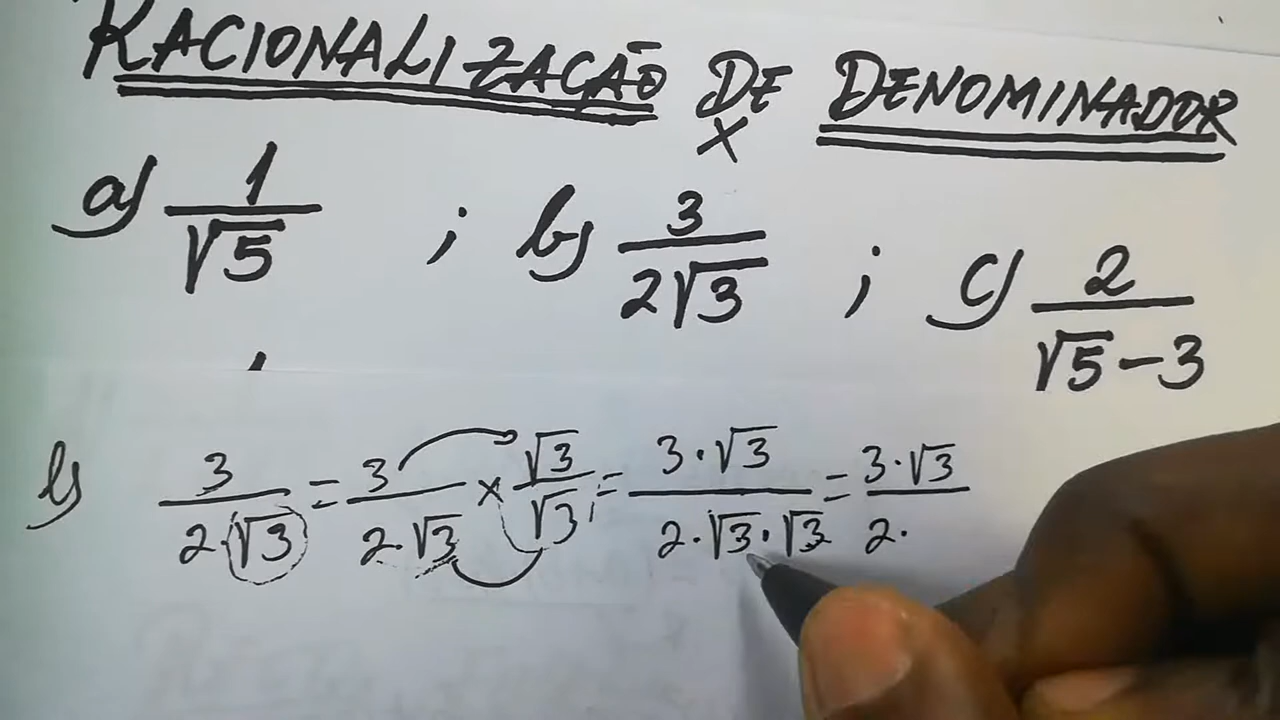 RACIONALIZAÇÃO DE DENOMINADOR
x
a) 1/√5 ; b) 3/2√3 ; c) 2/√5-3
b) 3/2·√3 = 3/2·√3 × √3/√3 = 3·√3/2·√3·√3 = 3·√3/2·